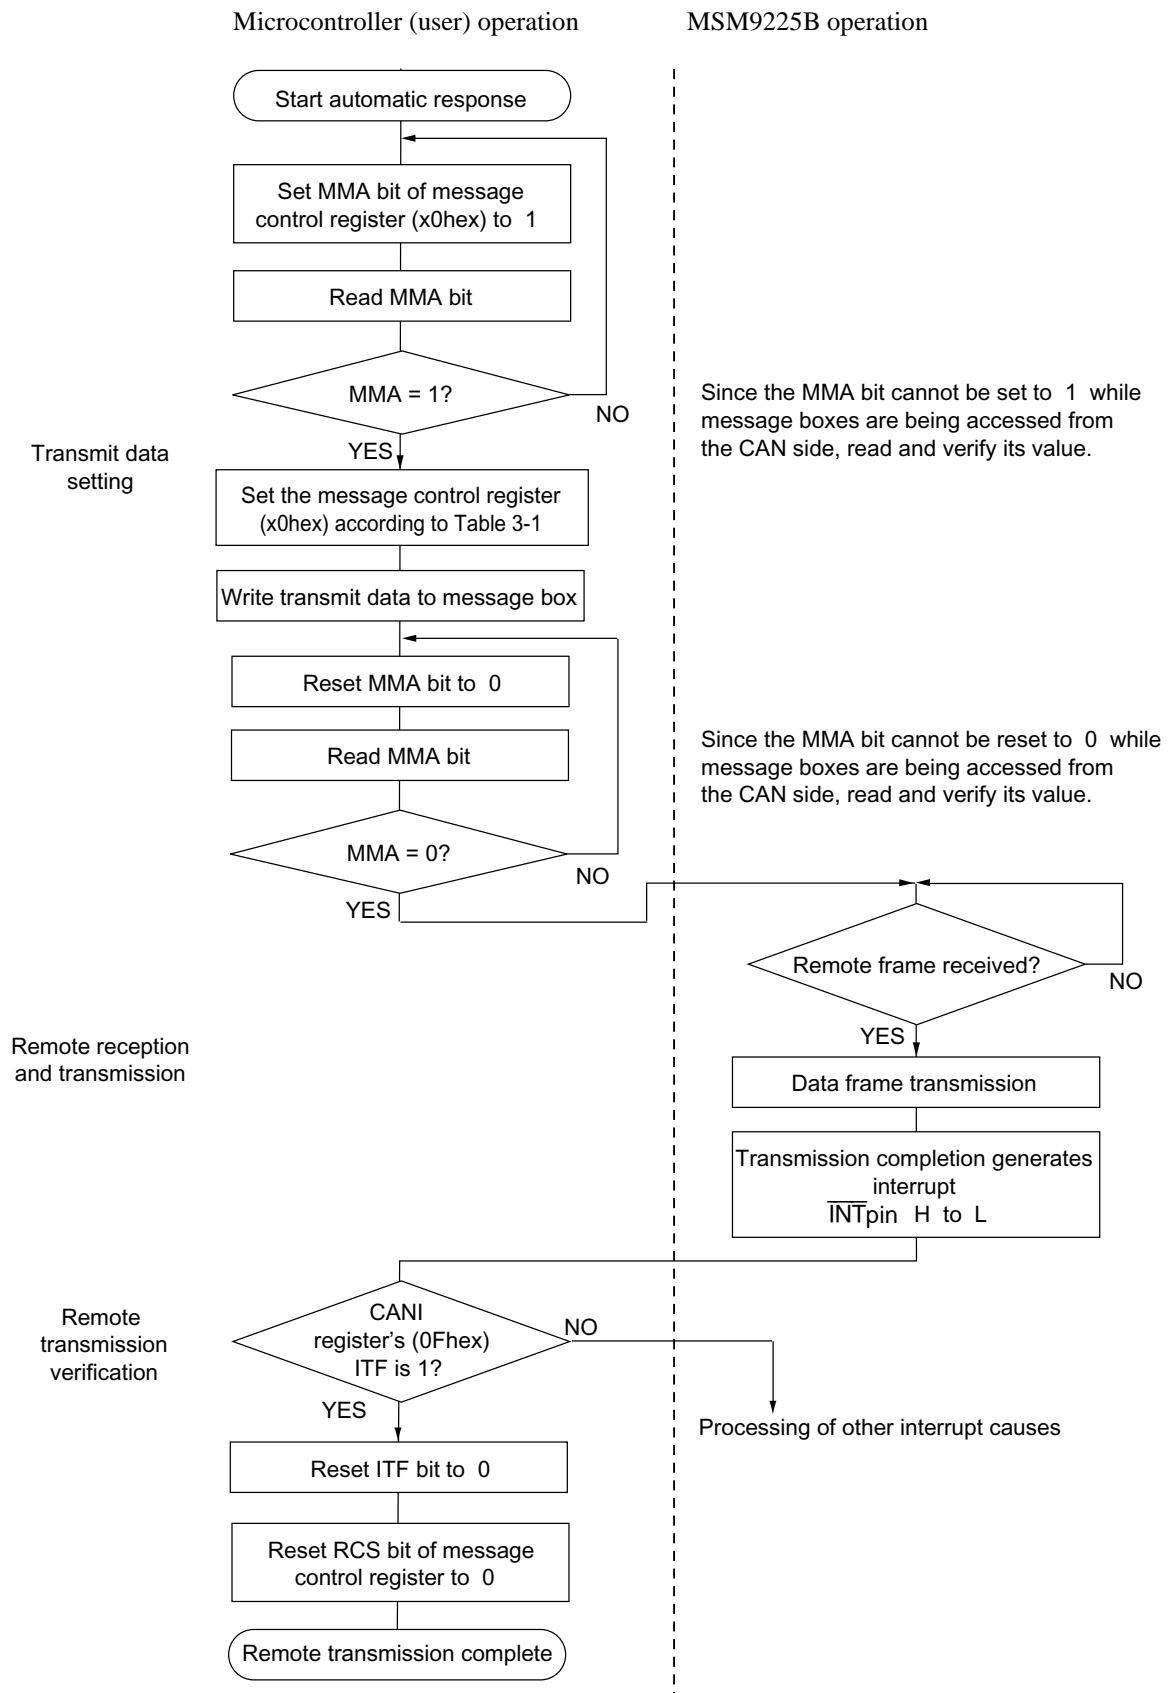 Microcontroller (user) operation
MSM9225B operation
Start automatic response
Set MMA bit of message
control register (x0hex) to 1
Read MMA bit
MMA = 1?
NO
YES
Since the MMA bit cannot be set to 1 while
message boxes are being accessed from
the CAN side, read and verify its value.
Transmit data
setting
Set the message control register
(x0hex) according to Table 3-1
Write transmit data to message box
Reset MMA bit to 0
Read MMA bit
Since the MMA bit cannot be reset to 0 while
message boxes are being accessed from
the CAN side, read and verify its value.
MMA = 0?
NO
YES
Remote frame received?
NO
YES
Remote reception
and transmission
Data frame transmission
Transmission completion generates
interrupt
INT pin H to L
Remote
transmission
verification
CANI
register's (0Fhex)
ITF is 1?
NO
YES
Processing of other interrupt causes
Reset ITF bit to 0
Reset RCS bit of message
control register to 0
Remote transmission complete